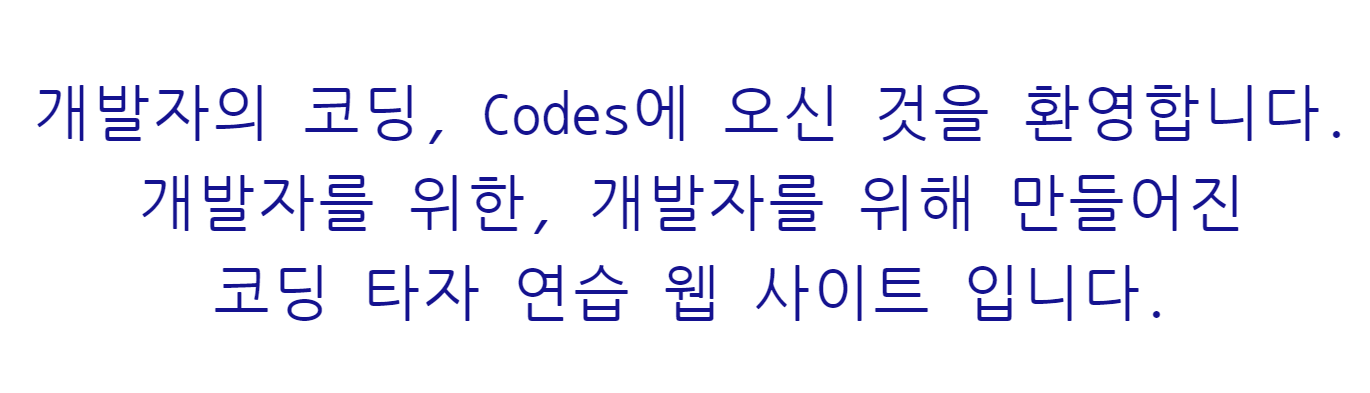 개발자의 코딩, Codes에 오신 것을 환영합니다.
개발자를 위한, 개발자를 위해 만들어진
코딩 타자 연습 웹 사이트 입니다.